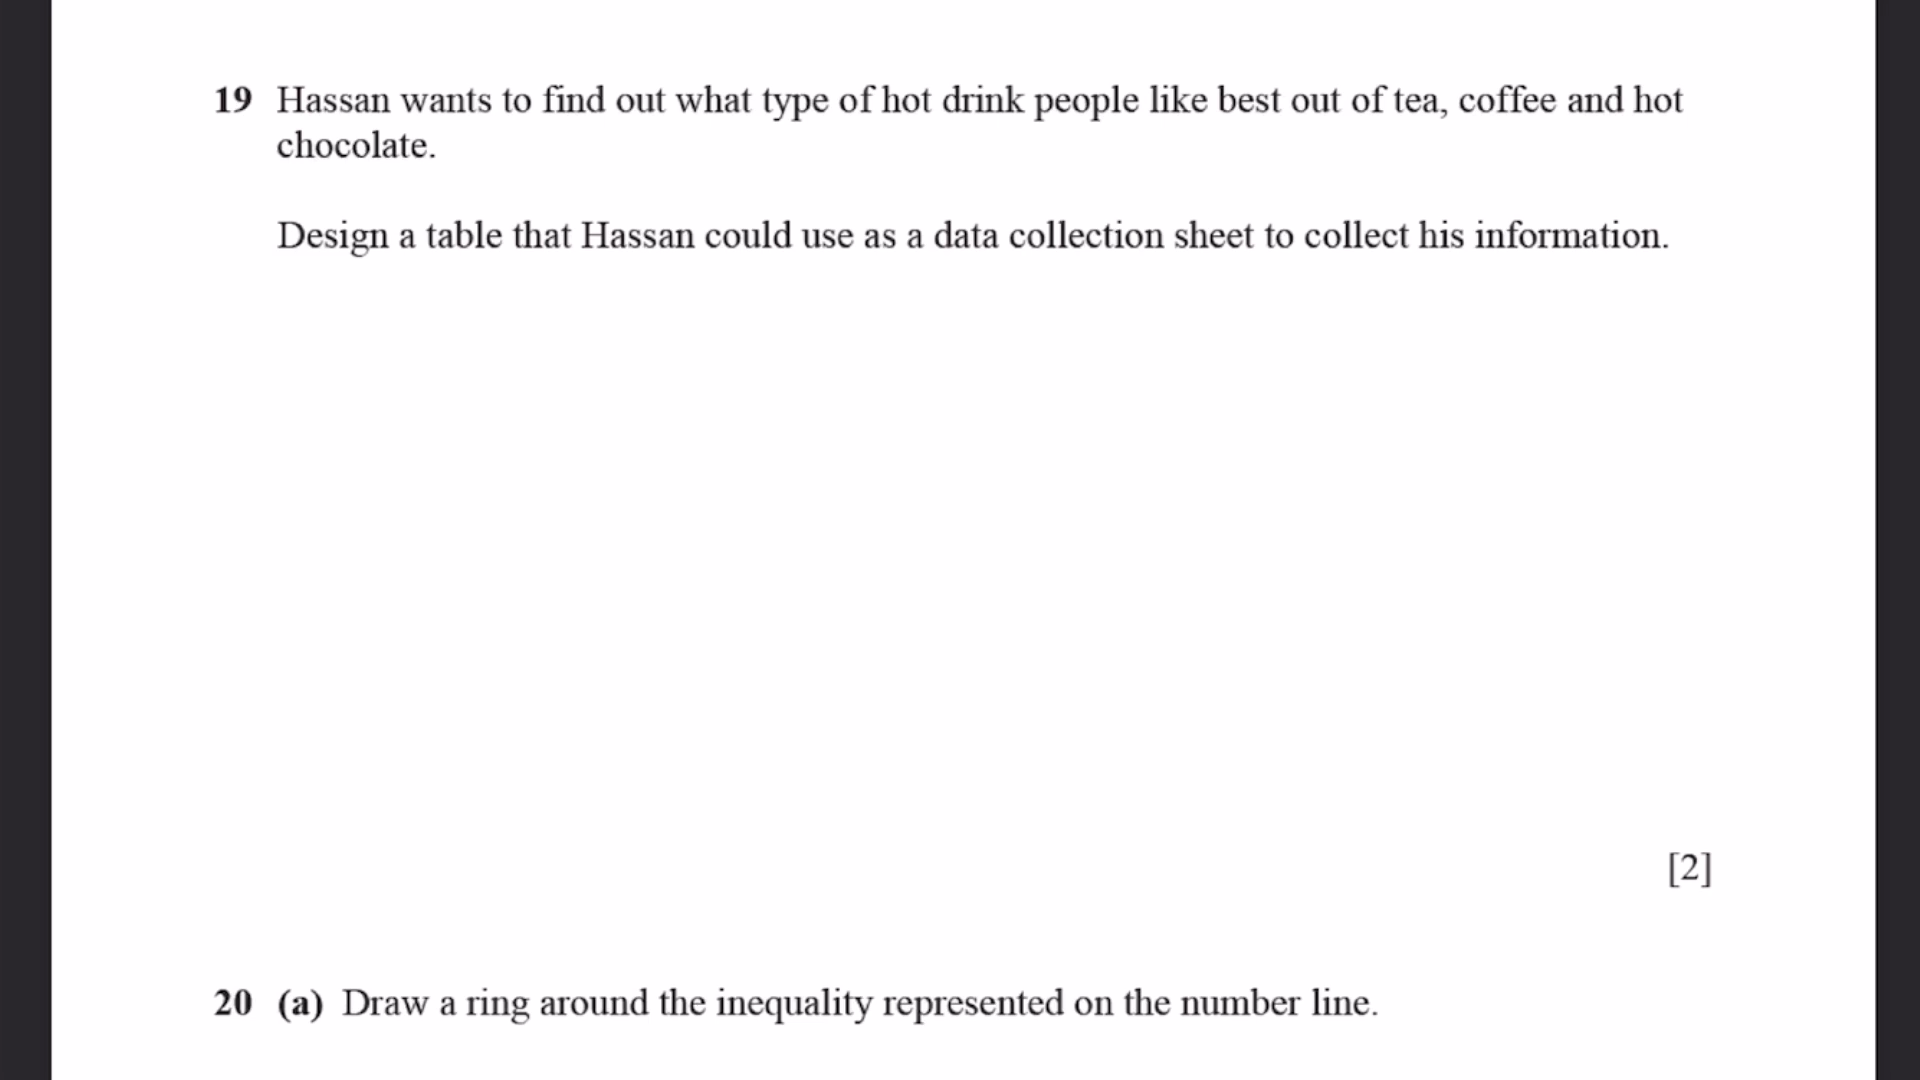 19 Hassan wants to find out what type of hot drink people like best out of tea, coffee and hot
chocolate.
Design a table that Hassan could use as a data collection sheet to collect his information.
[2]
20 (a) Draw a ring around the inequality represented on the number line.